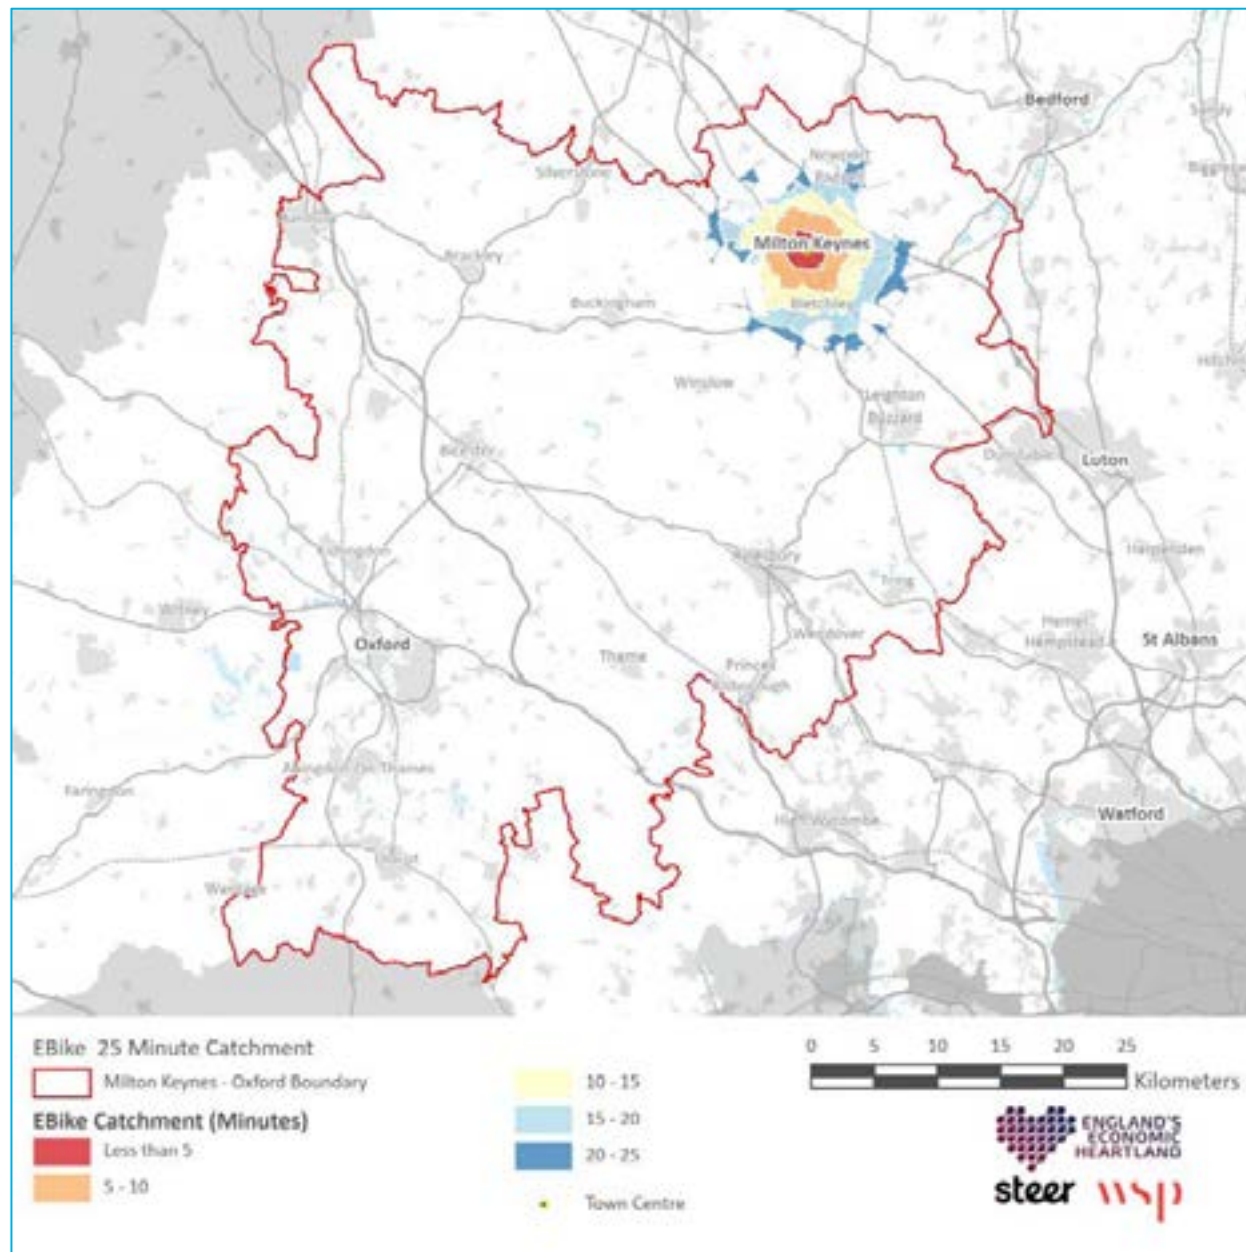 Bedford
Sandy
Newport
Pagnell
Silverstone
Milton Keynes
Brackley
Buckingham
Bletchley
Winslow
Leighton
Buzzard
Bicester
Dunstable
Luton
Kidlington
Harpenden
Aylesbury
Tring
Witney
Hemel
Hempstead
St Albans
Wendover
Oxford
Thame
Princes
Risborough
Abingdon-on-Thames
Faringdon
Watford
High Wycombe
Didcot
Wantage
EBike 25 Minute Catchment
Milton Keynes - Oxford Boundary
EBike Catchment (Minutes)
Less than 5
5 - 10
10 - 15
15 - 20
20 - 25
Town Centre
0 5 10 15 20 25
Kilometers
ENGLAND'S
ECONOMIC
HEARTLAND
steer wsp